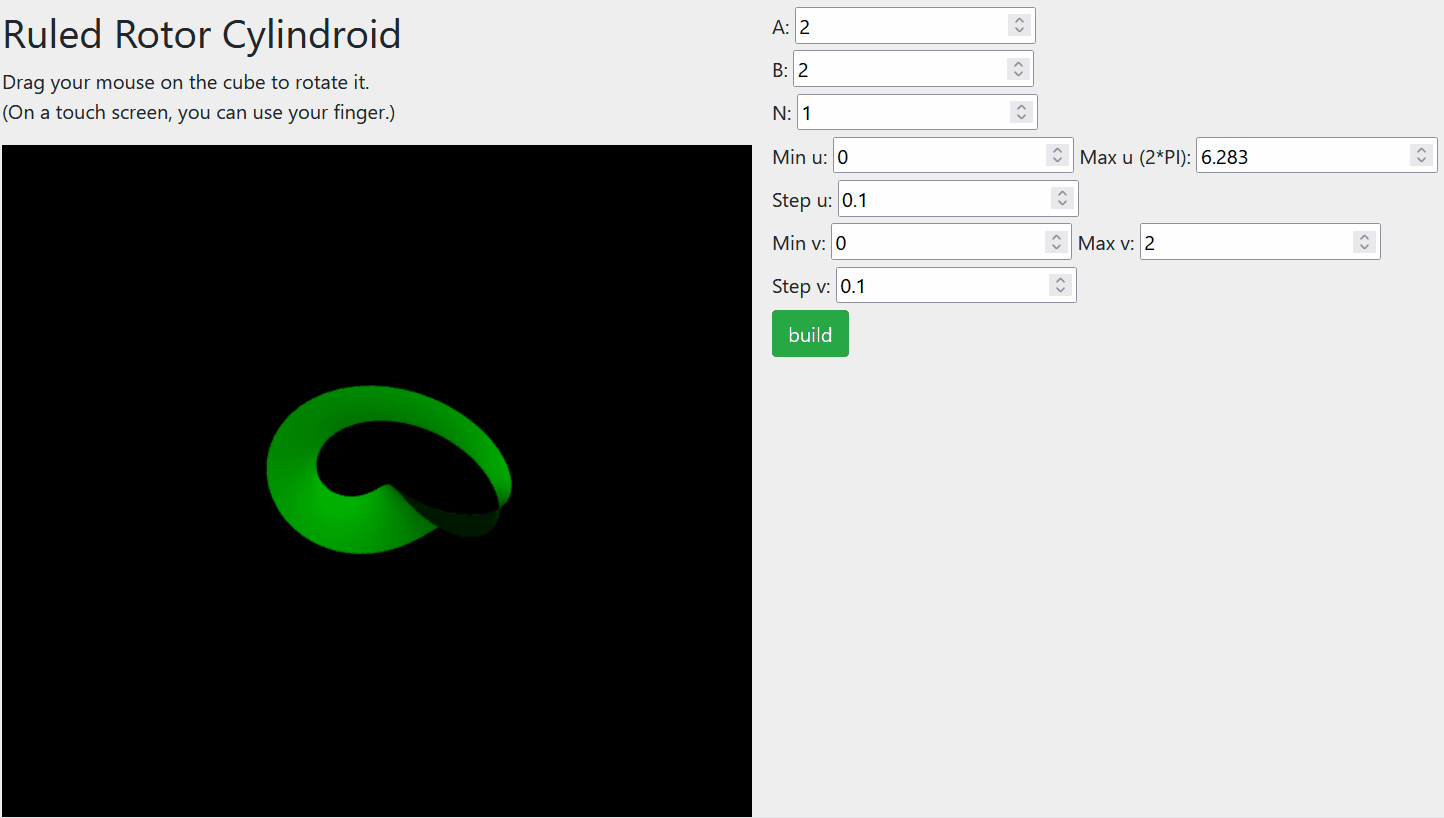 Ruled Rotor Cylindroid
Drag your mouse on the cube to rotate it.
(On a touch screen, you can use your finger.)
A: 2
B: 2
N: 1
Min u: 0 Max u (2*PI): 6.283
Step u: 0.1
Min v: 0 Max v: 2
Step v: 0.1
build